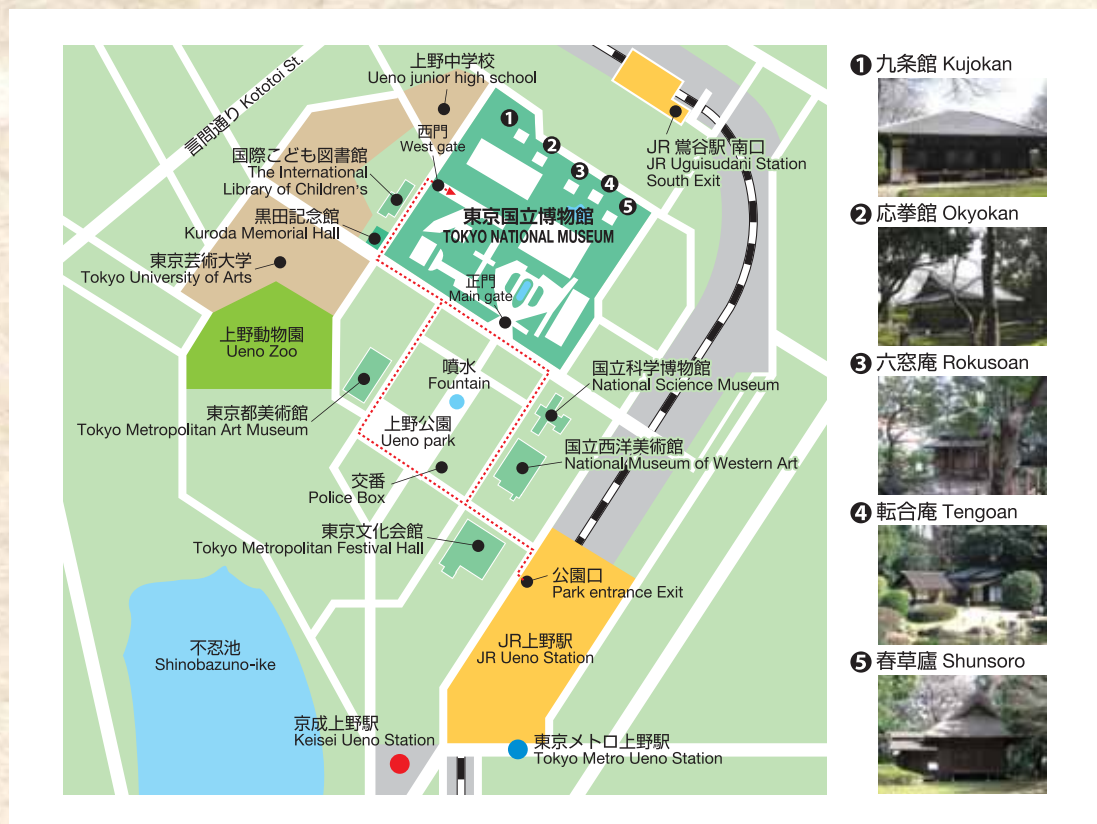 上野中学校
Ueno junior high school
言問通り Kototoi St.
西門
West gate
国際こども図書館
The International
Library of Children's
黒田記念館
Kuroda Memorial Hall
東京芸術大学
Tokyo University of Arts
上野動物園
Ueno Zoo
東京都美術館
Tokyo Metropolitan Art Museum
❶
❷
❸
❹
❺
JR 鶯谷駅 南口
JR Uguisudani Station
South Exit
東京国立博物館
TOKYO NATIONAL MUSEUM
正門
Main gate
噴水
Fountain
上野公園
Ueno park
国立科学博物館
National Science Museum
国立西洋美術館
National Museum of Western Art
交番
Police Box
東京文化会館
Tokyo Metropolitan Festival Hall
公園口
Park entrance Exit
JR上野駅
JR Ueno Station
不忍池
Shinobazuno-ike
京成上野駅
Keisei Ueno Station
東京メトロ上野駅
Tokyo Metro Ueno Station
❶ 九条館 Kujokan
❷ 応挙館 Okyokan
❸ 六窓庵 Rokusoan
❹ 転合庵 Tengoan
❺ 春草廬 Shunsoro